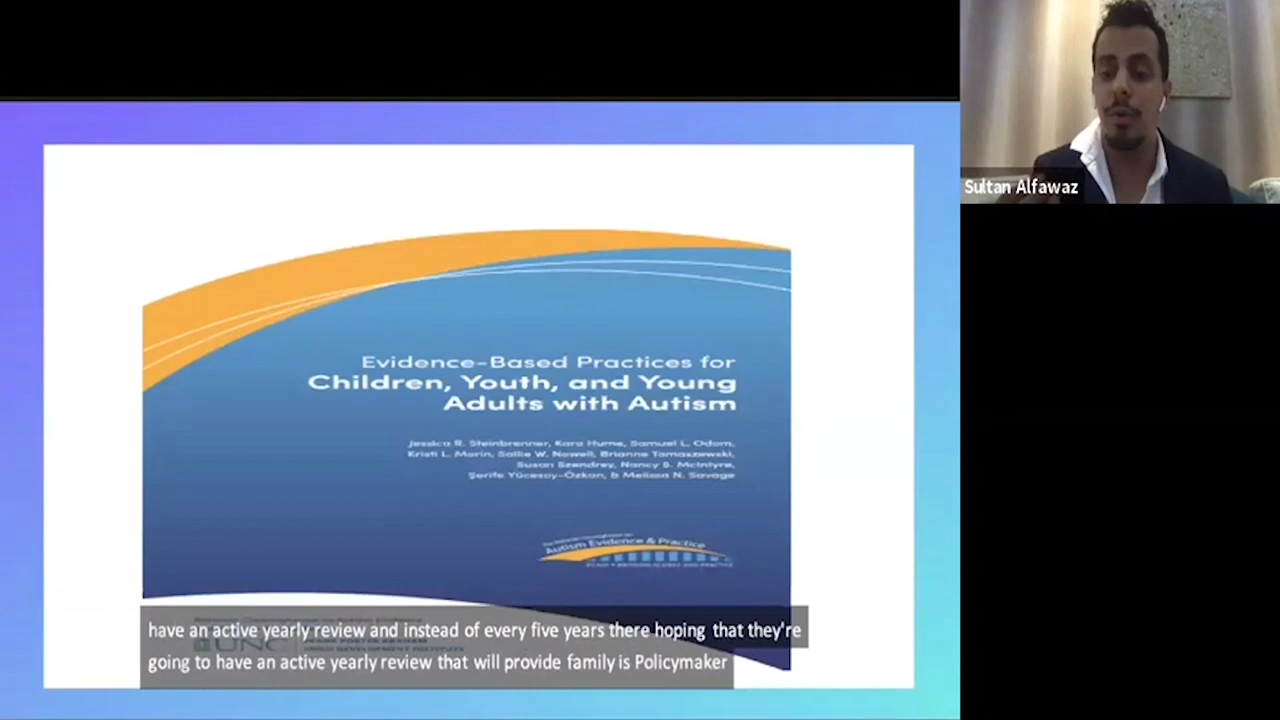 Sultan Alfawaz
Evidence-Based Practices for
Children, Youth, and Young
Adults with Autism
Jessica R. Steinbrenner, Kara Hume, Samuel L. Odom,
Kristi L. Morin, Sallie W. Nowell, Brianne Tomaszewski,
Susan Szendrey, Nancy S. McIntyre,
Şerife Yücesoy-Özkan, & Melissa N. Savage
Autism Evidence & Practice
UNC
have an active yearly review and instead of every five years there hoping that they're
going to have an active yearly review that will provide family is Policymaker